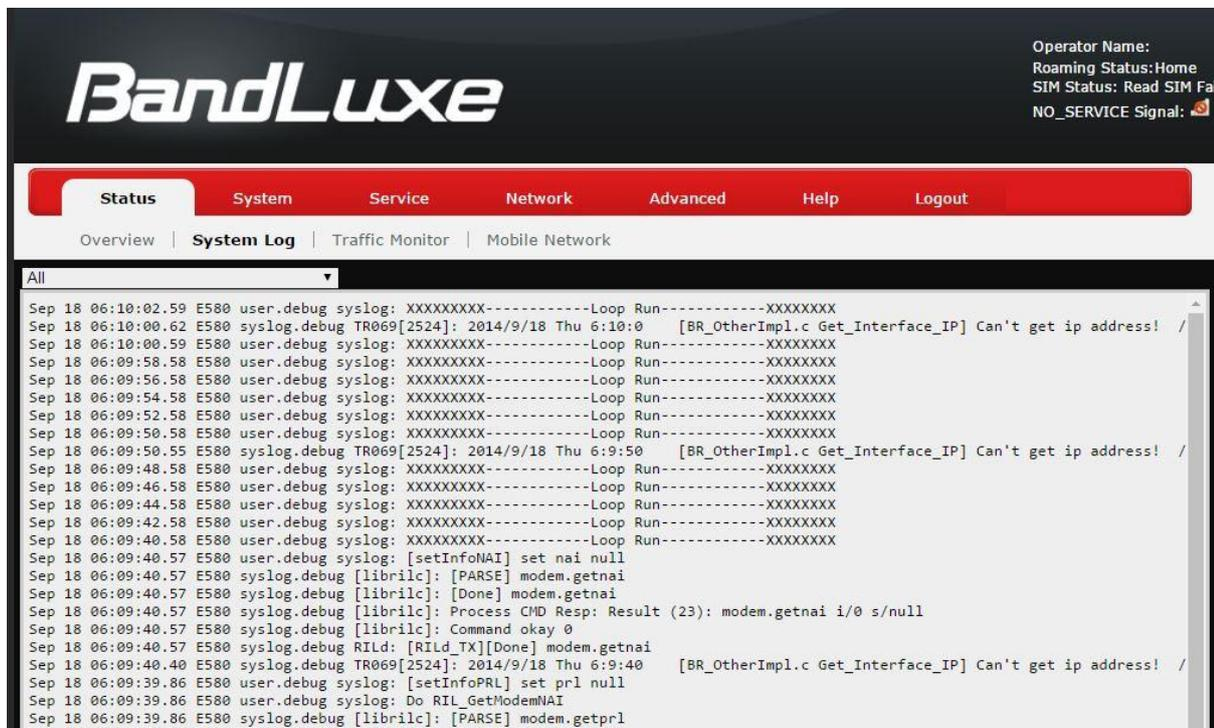 BandLuxe
Operator Name:
Roaming Status:Home
SIM Status: Read SIM Fa
NO_SERVICE Signal:
Status System Service Network Advanced Help Logout
Overview | System Log | Traffic Monitor | Mobile Network
All
Sep 18 06:10:02.59 E580 user.debug syslog: XXXXXXXXX------------Loop Run------------XXXXXXXX
Sep 18 06:10:00.62 E580 syslog.debug TR069[2524]: 2014/9/18 Thu 6:10:0 [BR_OtherImpl.c Get_Interface_IP] Can't get ip address! /
Sep 18 06:10:00.59 E580 user.debug syslog: XXXXXXXXX------------Loop Run------------XXXXXXXX
Sep 18 06:09:58.58 E580 user.debug syslog: XXXXXXXXX------------Loop Run------------XXXXXXXX
Sep 18 06:09:56.58 E580 user.debug syslog: XXXXXXXXX------------Loop Run------------XXXXXXXX
Sep 18 06:09:54.58 E580 user.debug syslog: XXXXXXXXX------------Loop Run------------XXXXXXXX
Sep 18 06:09:52.58 E580 user.debug syslog: XXXXXXXXX------------Loop Run------------XXXXXXXX
Sep 18 06:09:50.58 E580 user.debug syslog: XXXXXXXXX------------Loop Run------------XXXXXXXX
Sep 18 06:09:50.55 E580 syslog.debug TR069[2524]: 2014/9/18 Thu 6:9:50 [BR_OtherImpl.c Get_Interface_IP] Can't get ip address! /
Sep 18 06:09:48.58 E580 user.debug syslog: XXXXXXXXX------------Loop Run------------XXXXXXXX
Sep 18 06:09:46.58 E580 user.debug syslog: XXXXXXXXX------------Loop Run------------XXXXXXXX
Sep 18 06:09:44.58 E580 user.debug syslog: XXXXXXXXX------------Loop Run------------XXXXXXXX
Sep 18 06:09:42.58 E580 user.debug syslog: XXXXXXXXX------------Loop Run------------XXXXXXXX
Sep 18 06:09:40.58 E580 user.debug syslog: XXXXXXXXX------------Loop Run------------XXXXXXXX
Sep 18 06:09:40.57 E580 user.debug syslog: [setInfoNAI] set nai null
Sep 18 06:09:40.57 E580 syslog.debug [librilc]: [PARSE] modem.getnai
Sep 18 06:09:40.57 E580 syslog.debug [librilc]: [Done] modem.getnai
Sep 18 06:09:40.57 E580 syslog.debug [librilc]: Process CMD Resp: Result (23): modem.getnai i/0 s/null
Sep 18 06:09:40.57 E580 syslog.debug [librilc]: Command okay 0
Sep 18 06:09:40.57 E580 syslog.debug RILd: [RILd_TX][Done] modem.getnai
Sep 18 06:09:40.40 E580 syslog.debug TR069[2524]: 2014/9/18 Thu 6:9:40 [BR_OtherImpl.c Get_Interface_IP] Can't get ip address! /
Sep 18 06:09:39.86 E580 user.debug syslog: [setInfoPRL] set prl null
Sep 18 06:09:39.86 E580 user.debug syslog: Do RIL_GetModemNAI
Sep 18 06:09:39.86 E580 syslog.debug [librilc]: [PARSE] modem.getprl